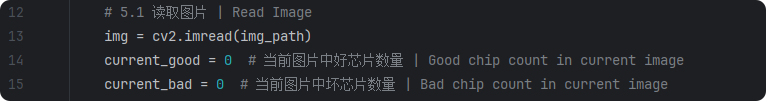 12 # 5.1 读取图片 | Read Image
13 img = cv2.imread(img_path)
14 current_good = 0  # 当前图片中好芯片数量 | Good chip count in current image
15 current_bad = 0  # 当前图片中坏芯片数量 | Bad chip count in current image